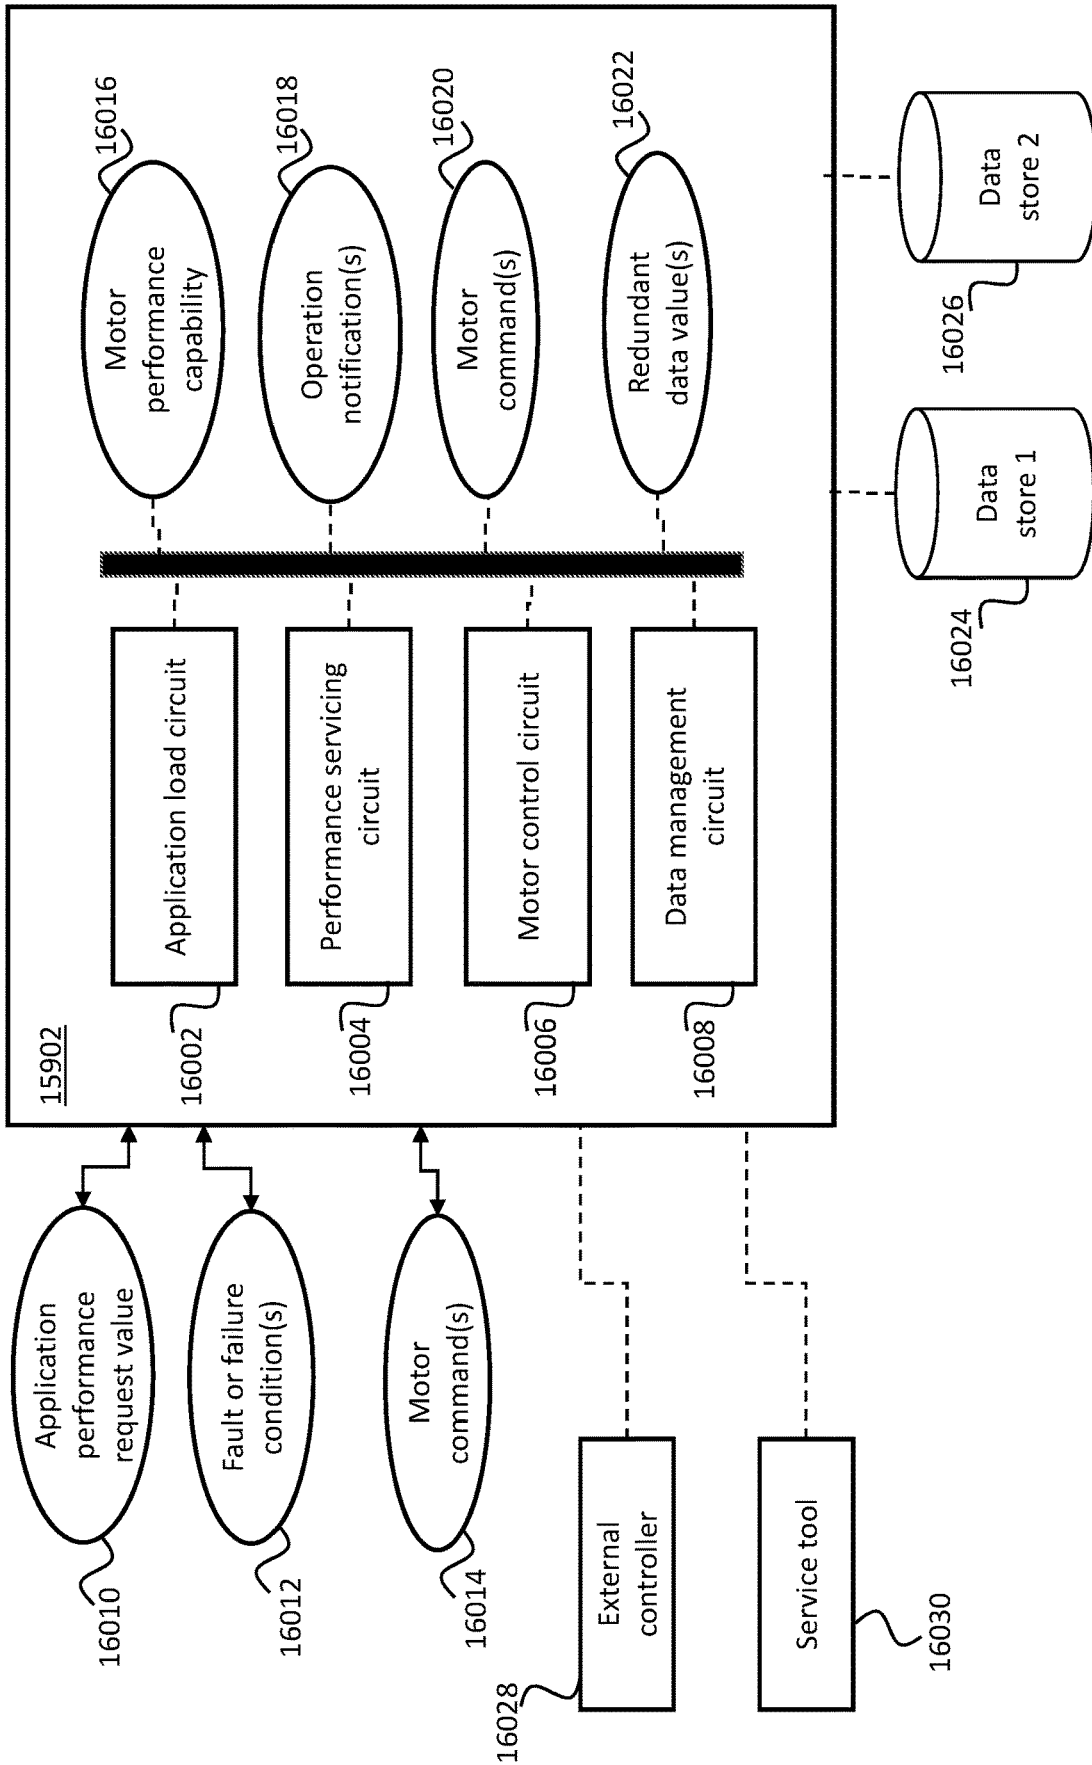 15902
Application
performance
request value
16010
Fault or failure
condition(s)
16012
Motor
command(s)
16014
External
controller
16028
Service tool
16030
Application load circuit
16002
Performance servicing
circuit
16004
Motor control circuit
16006
Data management
circuit
16008
Motor
performance
capability
16016
Operation
notification(s)
16018
Motor
command(s)
16020
Redundant
data value(s)
16022
Data
store 1
16024
Data
store 2
16026